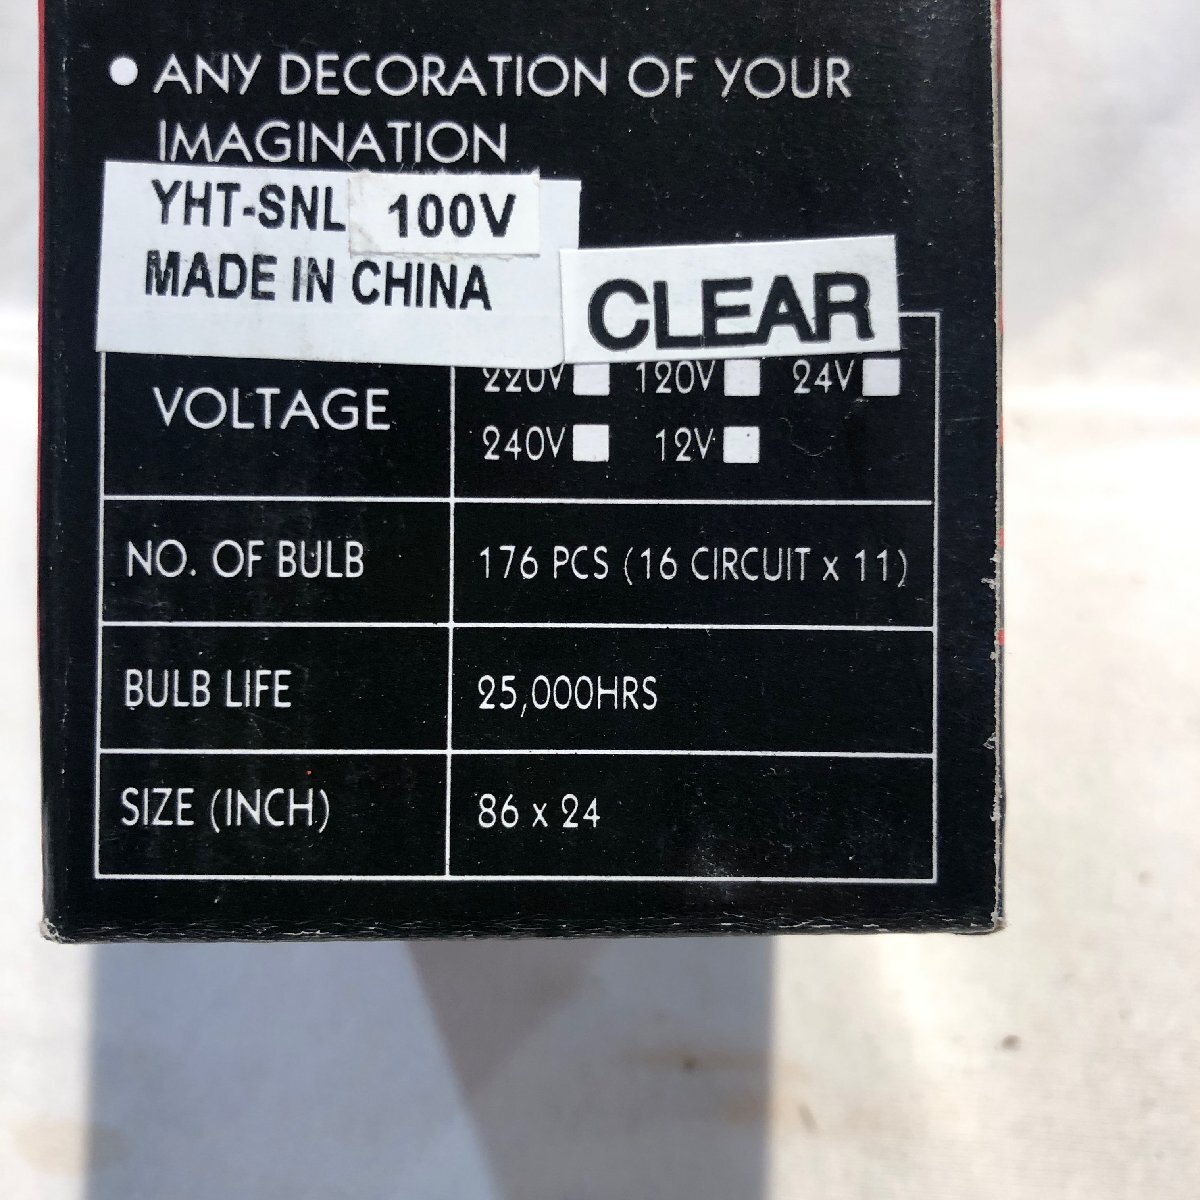 ● ANY DECORATION OF YOUR
IMAGINATION
YHT-SNL 100V
MADE IN CHINA
CLEAR
VOLTAGE
220V 120V 24V
240V 12V
NO. OF BULB
176 PCS (16 CIRCUIT x 11)
BULB LIFE
25,000HRS
SIZE (INCH)
86 x 24